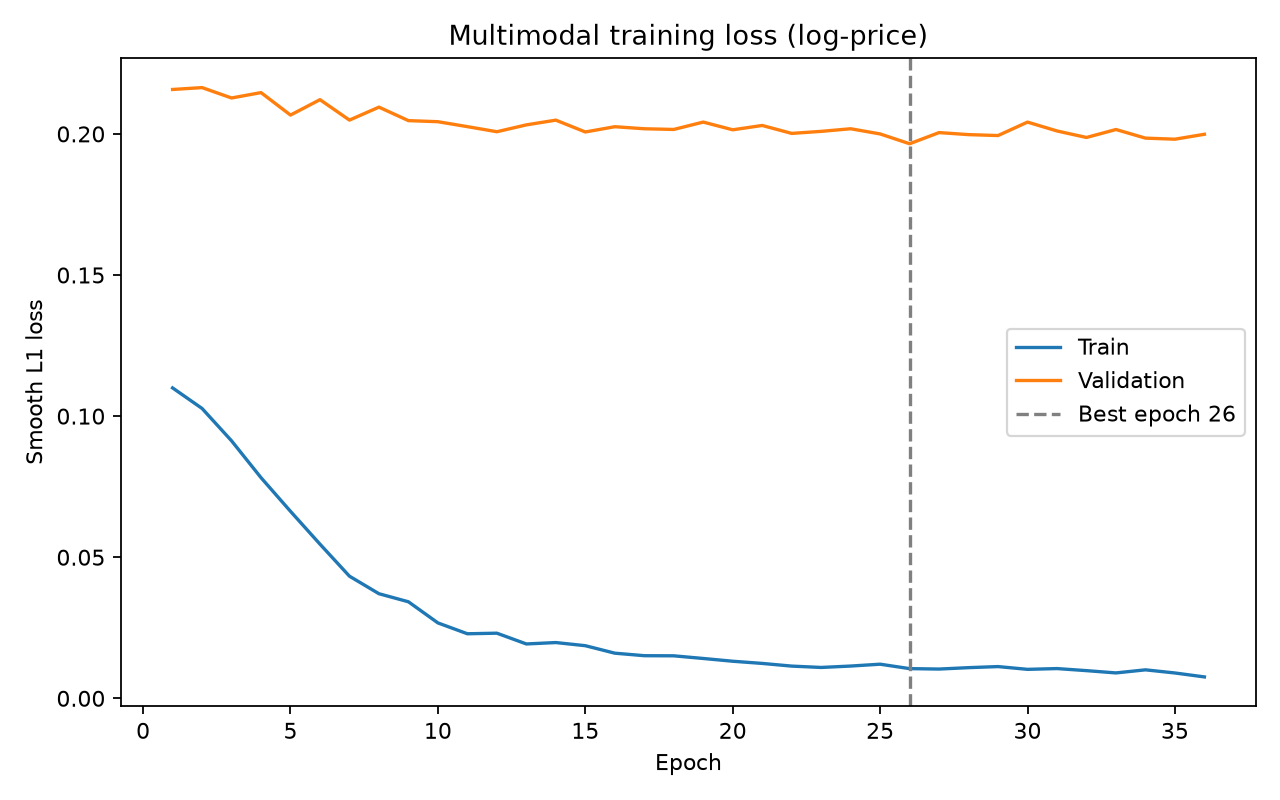 Multimodal training loss (log-price)
0.20
0.15
0.10
0.05
0.00
Smooth L1 loss
Train
Validation
Best epoch 26
0 5 10 15 20 25 30 35
Epoch